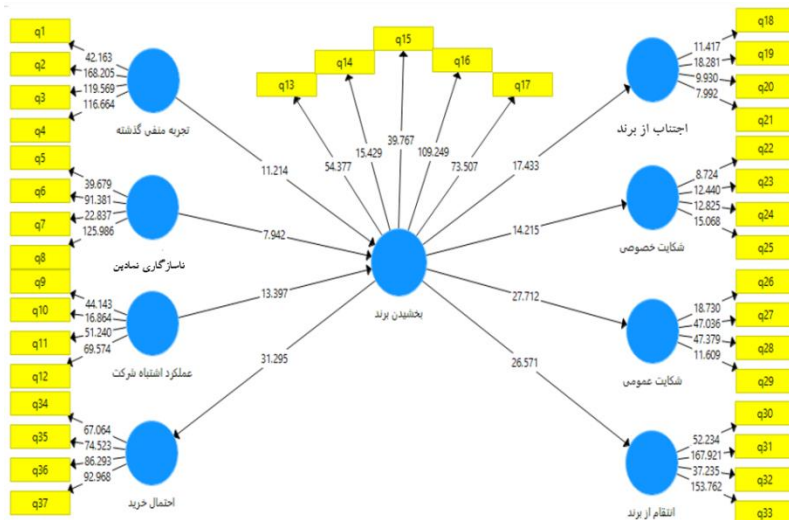 q1
q2
q3
q4
42.163
168.205
119.569
116.664
تجربه منفی گذشته
q5
q6
q7
q8
39.679
91.381
22.837
125.986
ناسازگاری نمادین
q9
q10
q11
q12
44.143
16.864
51.240
69.574
عملکرد اشتباه شرکت
q34
q35
q36
q37
67.064
74.523
86.293
92.968
احتمال خرید
q13
q14
q15
q16
q17
54.377
15.429
39.767
109.249
73.507
11.214
7.942
13.397
31.295
بخشیدن برند
17.433
14.215
27.712
26.571
q18
q19
q20
q21
11.417
18.281
9.930
7.992
اجتناب از برند
q22
q23
q24
q25
8.724
12.440
12.825
15.068
شکایت خصوصی
q26
q27
q28
q29
18.730
47.036
47.379
11.609
شکایت عمومی
q30
q31
q32
q33
52.234
167.921
37.235
153.762
انتقام از برند